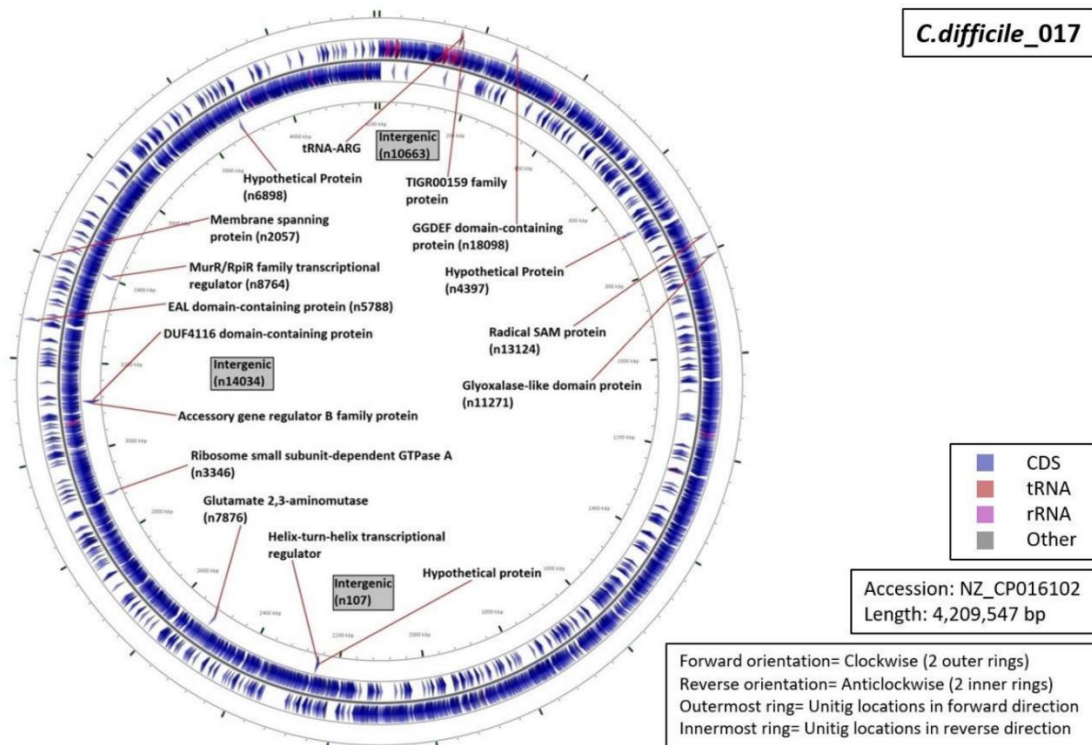 C.difficile_017
tRNA-ARG
Intergenic
(n10663)
Hypothetical Protein
(n6898)
TIGR00159 family
protein
Membrane spanning
protein (n2057)
GGDEF domain-containing
protein (n18098)
MurR/RpiR family transcriptional
regulator (n8764)
Hypothetical Protein
(n4397)
EAL domain-containing protein (n5788)
DUF4116 domain-containing protein
Radical SAM protein
(n13124)
Intergenic
(n14034)
Glyoxalase-like domain protein
(n11271)
Accessory gene regulator B family protein
Ribosome small subunit-dependent GTPase A
(n3346)
Glutamate 2,3-aminomutase
(n7876)
Helix-turn-helix transcriptional
regulator
Hypothetical protein
Intergenic
(n107)
CDS
tRNA
rRNA
Other
Accession: NZ_CP016102
Length: 4,209,547 bp
Forward orientation= Clockwise (2 outer rings)
Reverse orientation= Anticlockwise (2 inner rings)
Outermost ring= Unitig locations in forward direction
Innermost ring= Unitig locations in reverse direction